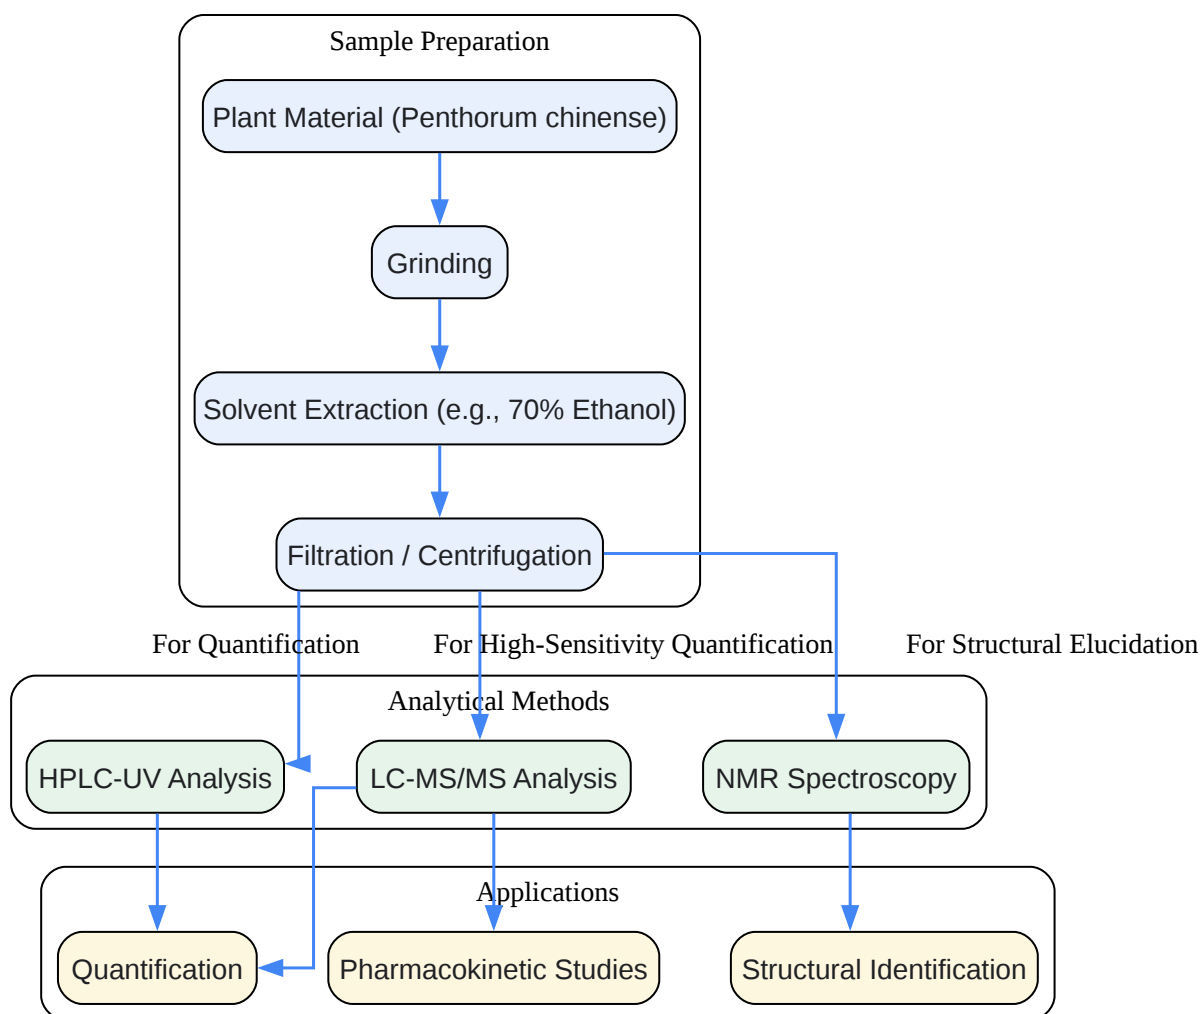 Sample Preparation
Plant Material (Penthorum chinense)
Grinding
Solvent Extraction (e.g., 70% Ethanol)
Filtration / Centrifugation
For Quantification
For High-Sensitivity Quantification
For Structural Elucidation
Analytical Methods
HPLC-UV Analysis
LC-MS/MS Analysis
NMR Spectroscopy
Applications
Quantification
Pharmacokinetic Studies
Structural Identification